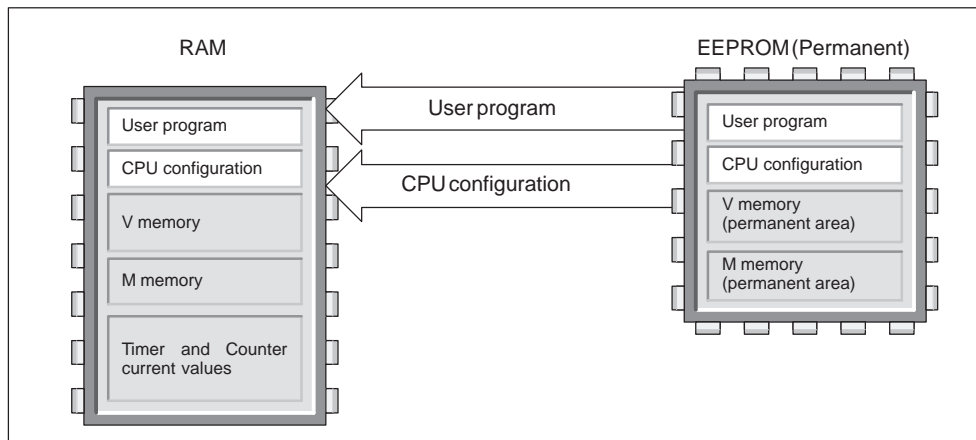 RAM
EEPROM (Permanent)
User program
CPU configuration
V memory
M memory
Timer and Counter
current values
User program
CPU configuration
User program
CPU configuration
V memory
(permanent area)
M memory
(permanent area)